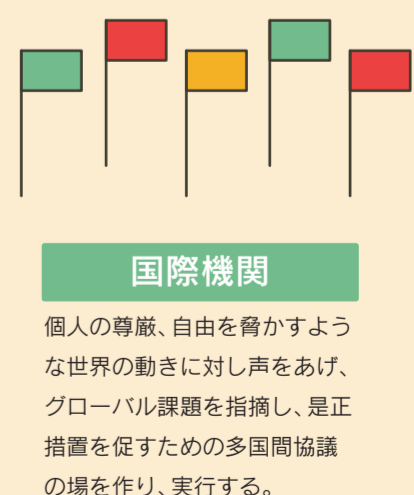 国際機関
個人の尊厳、自由を脅かすよう
な世界の動きに対し声をあげ、
グローバル課題を指摘し、是正
措置を促すための多国間協議
の場を作り、実行する。